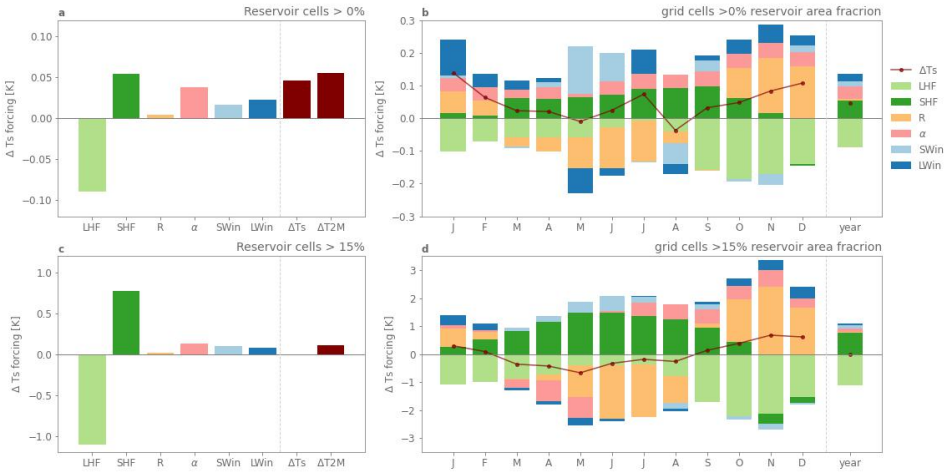 a Reservoir cells > 0%
b grid cells >0% reservoir area fracrion
Δ Ts forcing [K]
0.10
0.05
0.00
−0.05
−0.10
LHF SHF R α SWin LWin ΔTs ΔT2M
Δ Ts forcing [K]
0.3
0.2
0.1
0.0
−0.1
−0.2
−0.3
J F M A M J J A S O N D year
ΔTs
LHF
R
SHF
α
SWin
LWin
c Reservoir cells > 15%
d grid cells >15% reservoir area fracrion
Δ Ts forcing [K]
1.0
0.5
0.0
−0.5
−1.0
LHF SHF R α SWin LWin ΔTs ΔT2M
Δ Ts forcing [K]
3
2
1
0
−1
−2
−3
J F M A M J J A S O N D year